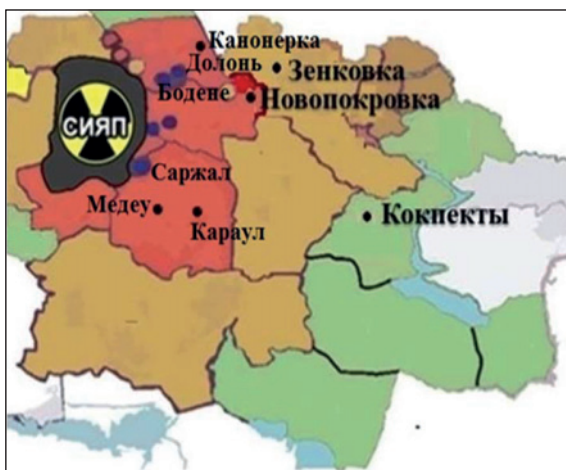 Канонерка
Долонь
Зенковка
Бодене
Новопокровка
СИЯП
Саржал
Медеу
Караул
Кокпекты